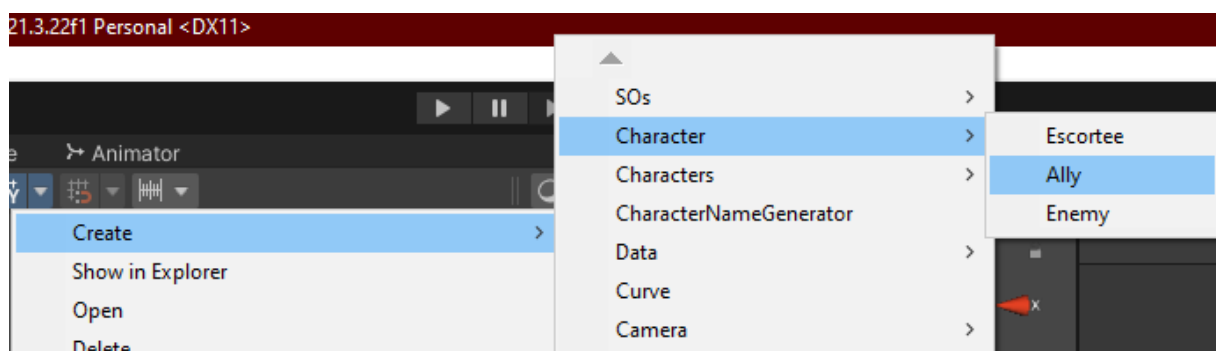 21.3.22f1 Personal <DX11>
Animator
Create
Show in Explorer
Open
Delete
SOs
Character
Characters
CharacterNameGenerator
Data
Curve
Camera
Escortee
Ally
Enemy
x